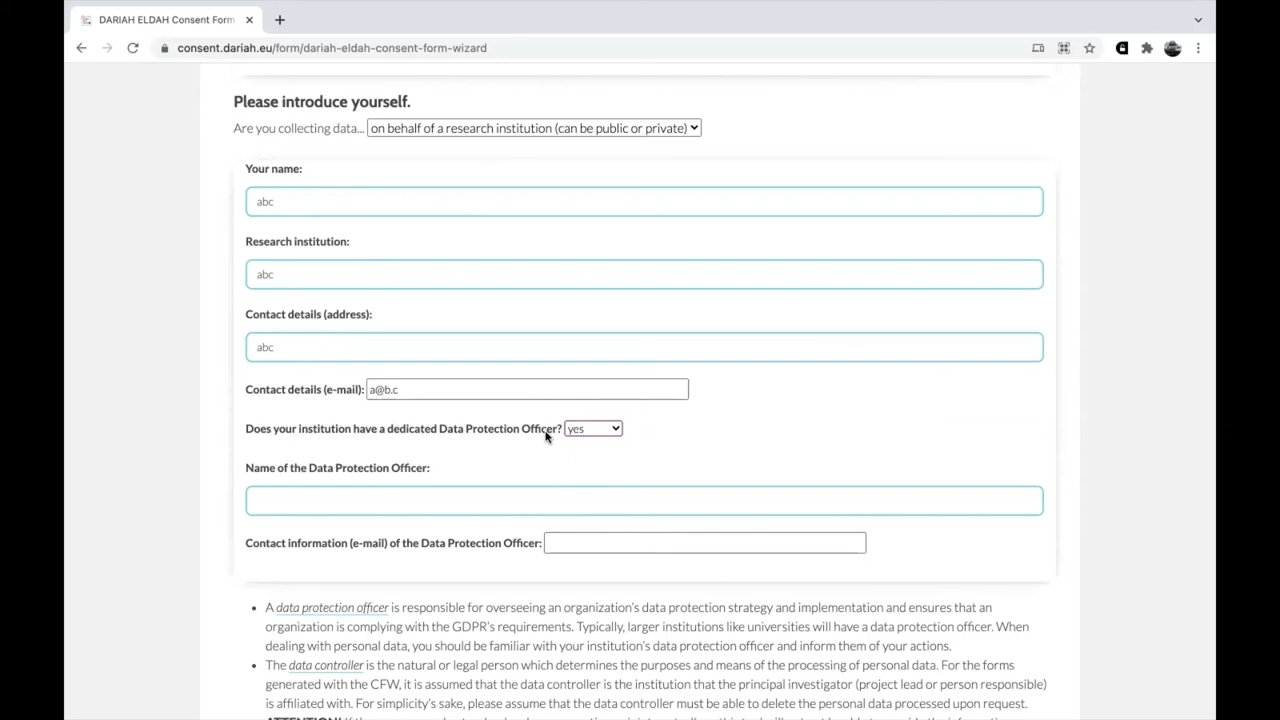 DARIAH ELDAH Consent Form
consent.dariah.eu/form/dariah-eldah-consent-form-wizard
Please introduce yourself.
Are you collecting data... on behalf of a research institution (can be public or private)
Your name:
abc
Research institution:
abc
Contact details (address):
abc
Contact details (e-mail): a@b.c
Does your institution have a dedicated Data Protection Officer? yes
Name of the Data Protection Officer:
Contact information (e-mail) of the Data Protection Officer:
• A data protection officer is responsible for overseeing an organization's data protection strategy and implementation and ensures that an
organization is complying with the GDPR's requirements. Typically, larger institutions like universities will have a data protection officer. When
dealing with personal data, you should be familiar with your institution's data protection officer and inform them of your actions.
• The data controller is the natural or legal person which determines the purposes and means of the processing of personal data. For the forms
generated with the CFW, it is assumed that the data controller is the institution that the principal investigator (project lead or person responsible)
is affiliated with. For simplicity's sake, please assume that the data controller must be able to delete the personal data processed upon request.